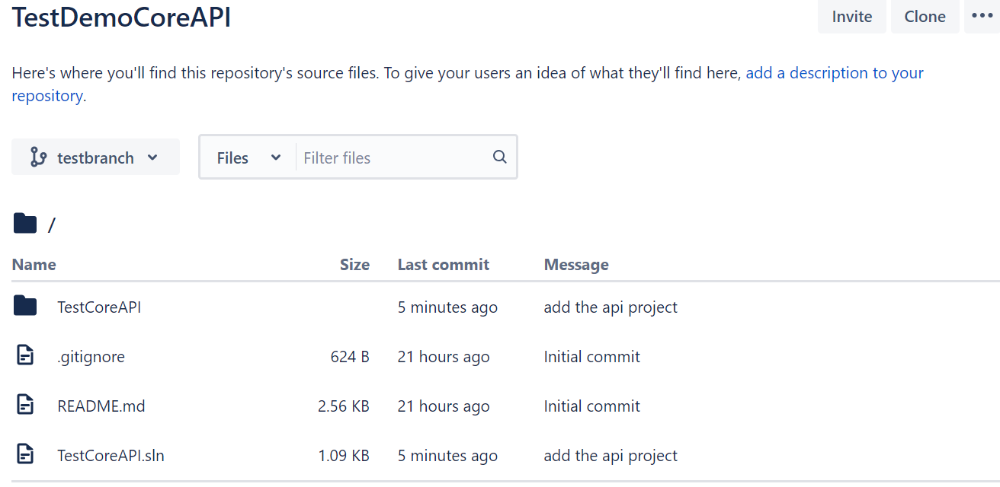 TestDemoCoreAPI
Invite
Clone
Here's where you'll find this repository's source files. To give your users an idea of what they'll find here, add a description to your
repository.
testbranch
Files
Filter files
/
Name Size Last commit Message
TestCoreAPI 5 minutes ago add the api project
.gitignore 624 B 21 hours ago Initial commit
README.md 2.56 KB 21 hours ago Initial commit
TestCoreAPI.sln 1.09 KB 5 minutes ago add the api project